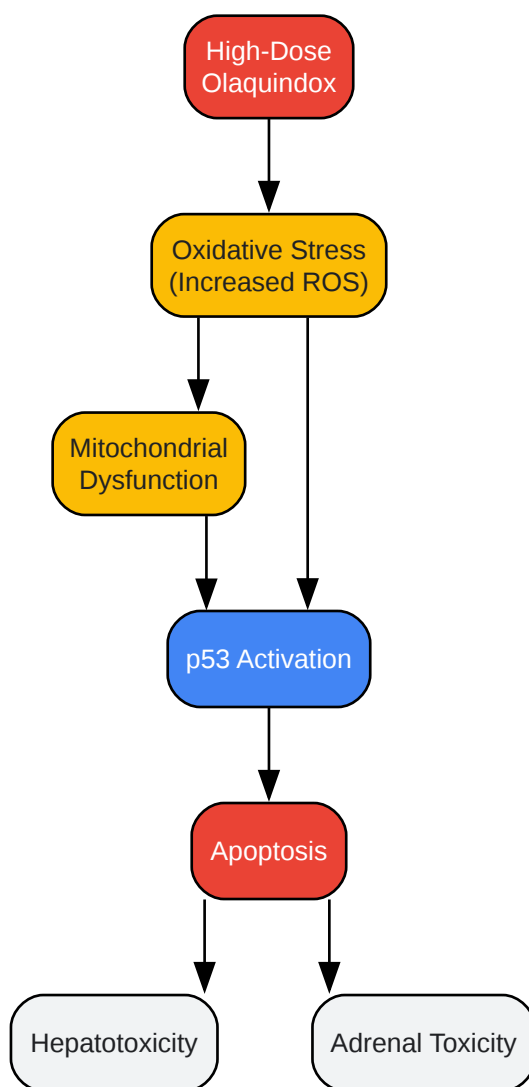 High-Dose
Olaquindox
Oxidative Stress
(Increased ROS)
Mitochondrial
Dysfunction
p53 Activation
Apoptosis
Hepatotoxicity
Adrenal Toxicity